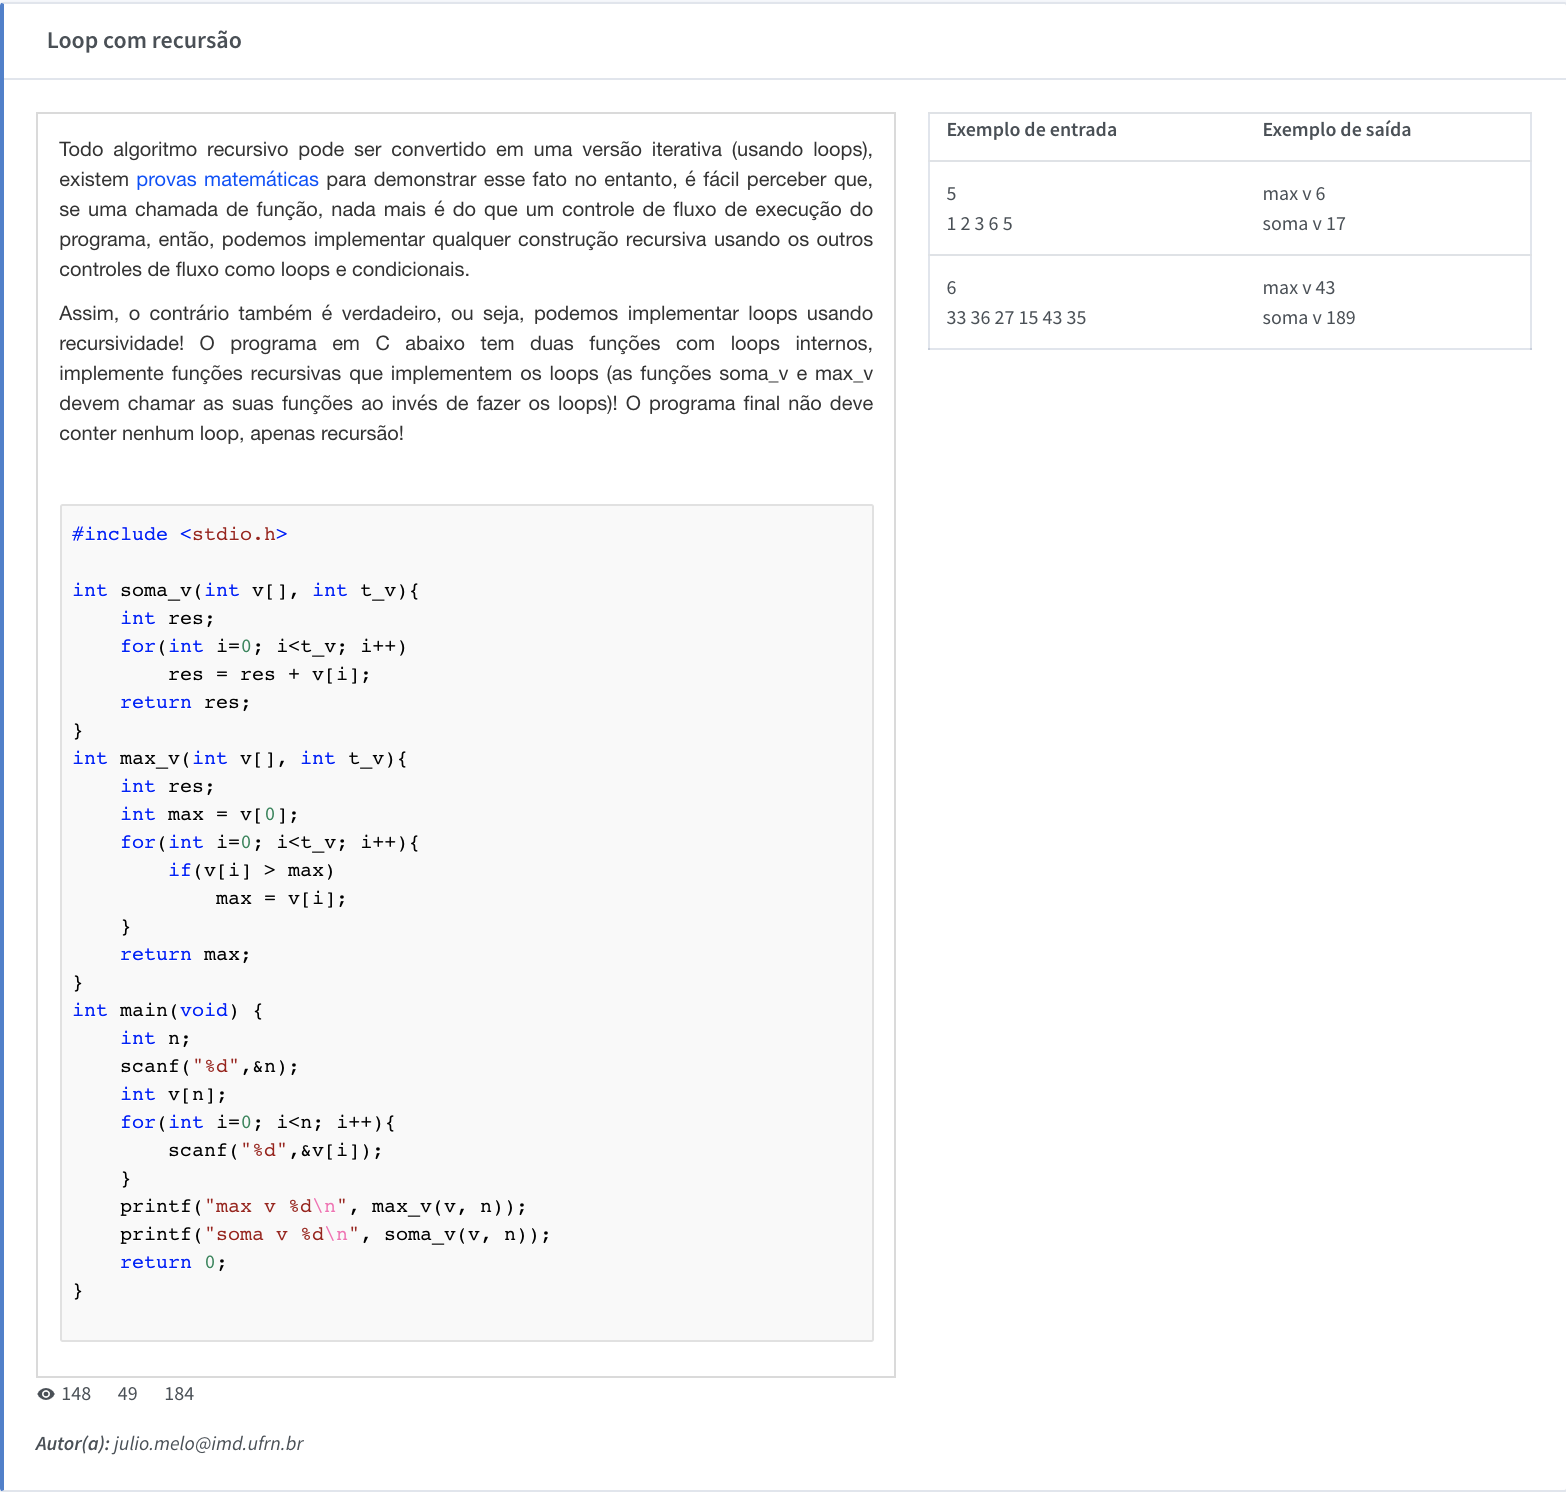 Loop com recursão
Todo algoritmo recursivo pode ser convertido em uma versão iterativa (usando loops),
existem provas matemáticas para demonstrar esse fato no entanto, é fácil perceber que,
se uma chamada de função, nada mais é do que um controle de fluxo de execução do
programa, então, podemos implementar qualquer construção recursiva usando os outros
controles de fluxo como loops e condicionais.
Assim, o contrário também é verdadeiro, ou seja, podemos implementar loops usando
recursividade! O programa em C abaixo tem duas funções com loops internos,
implemente funções recursivas que implementem os loops (as funções soma_v e max_v
devem chamar as suas funções ao invés de fazer os loops)! O programa final não deve
conter nenhum loop, apenas recursão!
#include <stdio.h>
int soma_v(int v[], int t_v){
    int res;
    for(int i=0; i<t_v; i++)
        res = res + v[i];
    return res;
}
int max_v(int v[], int t_v){
    int res;
    int max = v[0];
    for(int i=0; i<t_v; i++){
        if(v[i] > max)
            max = v[i];
    }
    return max;
}
int main(void) {
    int n;
    scanf("%d",&n);
    int v[n];
    for(int i=0; i<n; i++){
        scanf("%d",&v[i]);
    }
    printf("max v %d\n", max_v(v, n));
    printf("soma v %d\n", soma_v(v, n));
    return 0;
}
Exemplo de entrada Exemplo de saída
5 max v 6
1 2 3 6 5 soma v 17
6 max v 43
33 36 27 15 43 35 soma v 189
148 49 184
Autor(a): julio.melo@imd.ufrn.br